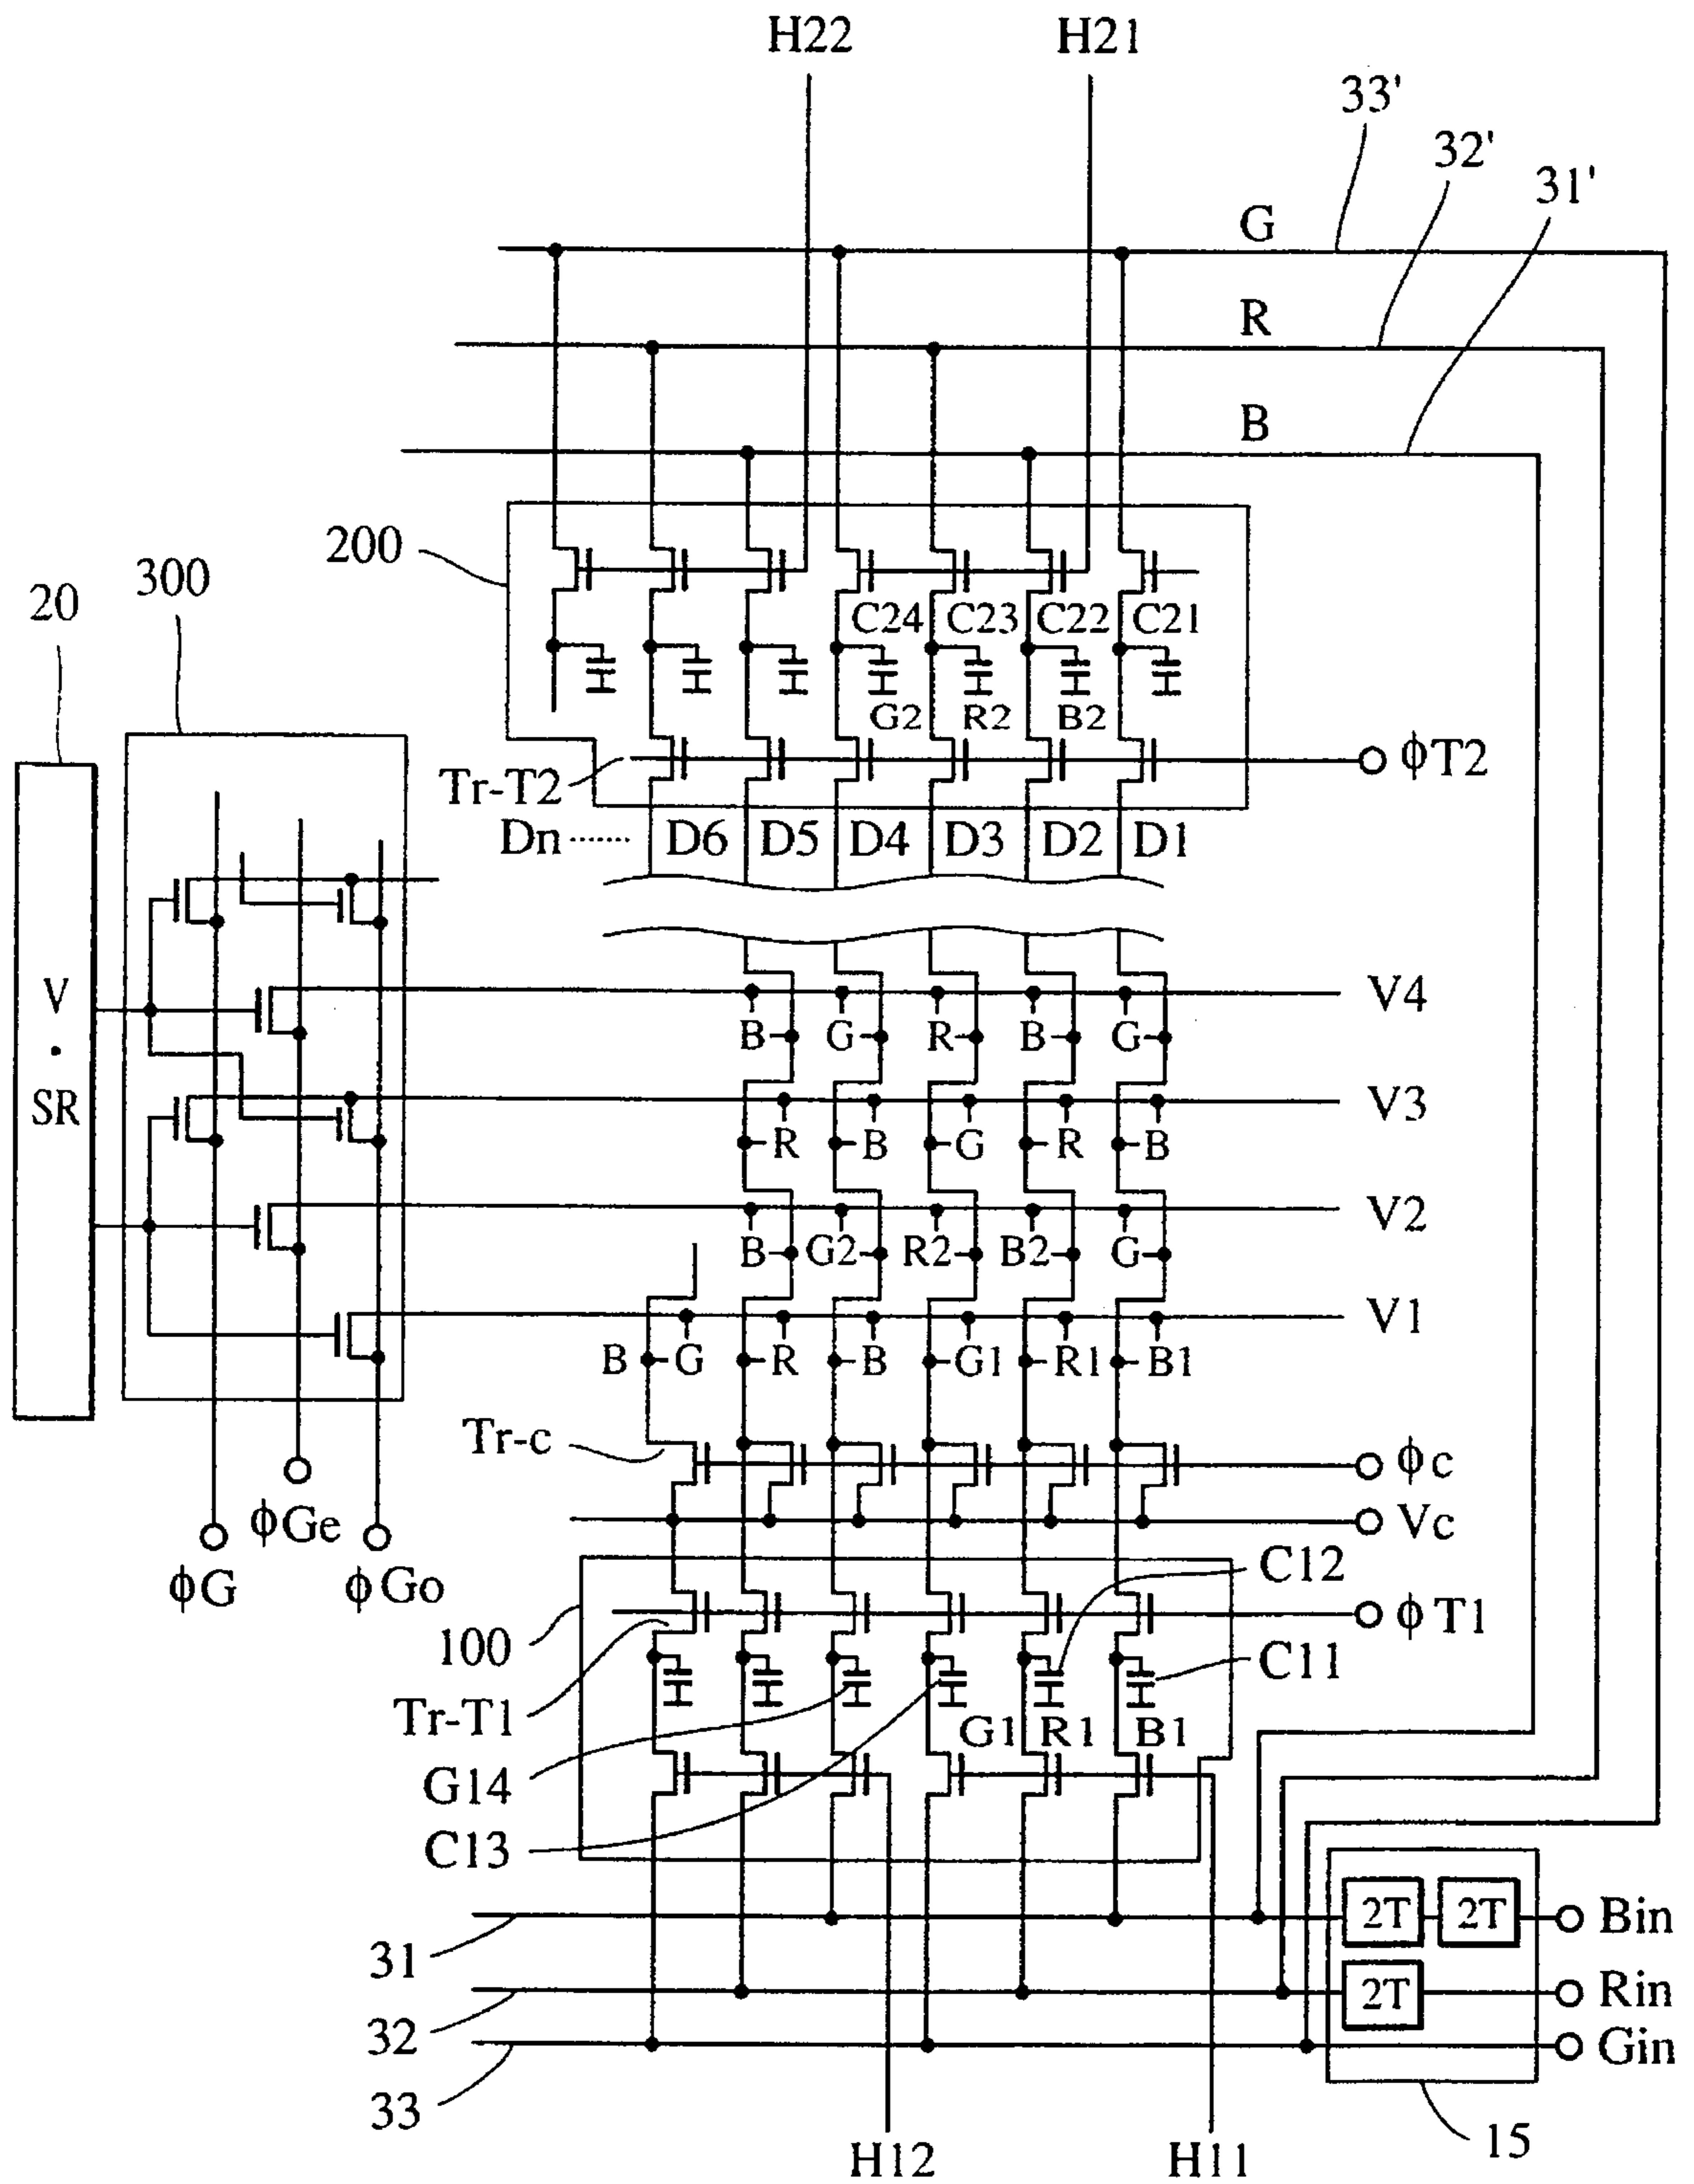 H22 H21
33'
32'
31'
G
R
B
200
300
20
C24 C23 C22 C21
G2 R2 B2
Tr-T2
ϕT2
Dn ...... D6 D5 D4 D3 D2 D1
V
·
SR
V4
B G R B G
B G R B G
V3
R B G R B
V2
B G2 R2 B2 G
V1
B G R B G1 R1 B1
Tr-c
ϕc
Vc
ϕGe
ϕG ϕGo
C12
ϕT1
100
C11
Tr-T1
G1 R1 B1
G14
C13
2T 2T Bin
31
2T Rin
32
Gin
33
15
H12 H11